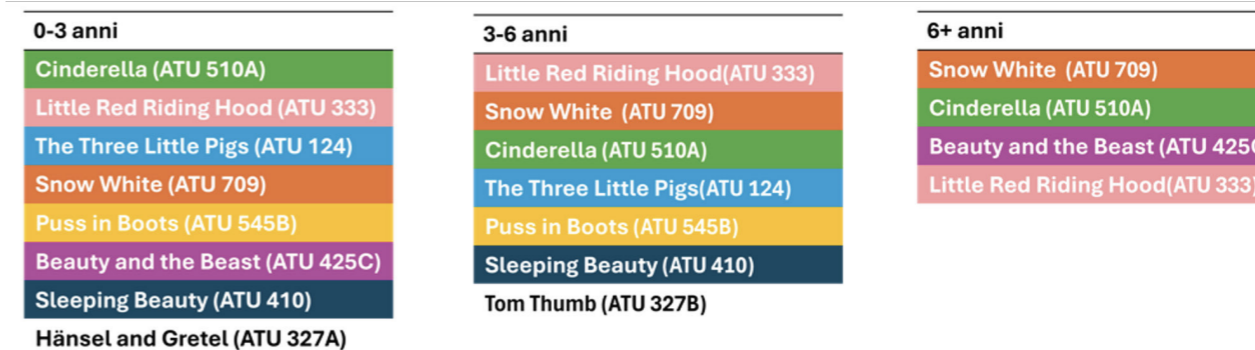 0-3 anni
Cinderella (ATU 510A)
Little Red Riding Hood (ATU 333)
The Three Little Pigs (ATU 124)
Snow White (ATU 709)
Puss in Boots (ATU 545B)
Beauty and the Beast (ATU 425C)
Sleeping Beauty (ATU 410)
Hänsel and Gretel (ATU 327A)
3-6 anni
Little Red Riding Hood(ATU 333)
Snow White (ATU 709)
Cinderella (ATU 510A)
The Three Little Pigs(ATU 124)
Puss in Boots (ATU 545B)
Sleeping Beauty (ATU 410)
Tom Thumb (ATU 327B)
6+ anni
Snow White (ATU 709)
Cinderella (ATU 510A)
Beauty and the Beast (ATU 425C
Little Red Riding Hood(ATU 333)